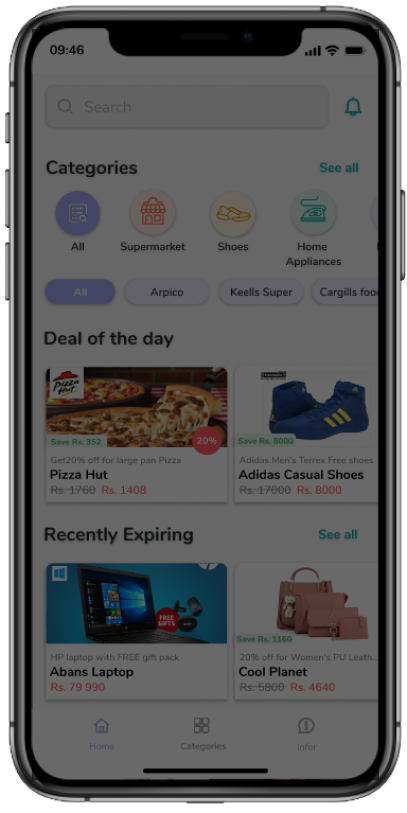 09:46
Search
Categories
See all
All
Supermarket
Shoes
Home
Appliances
All
Arpico
Keells Super
Cargills foo
Deal of the day
Pizza
Hut
Save Rs. 352
20%
Get20% off for large pan Pizza
Pizza Hut
Rs. 1760 Rs. 1408
Save Rs. 8000
Adidas Men's Terrex Free shoes
Adidas Casual Shoes
Rs. 17000 Rs. 8000
Recently Expiring
See all
FREE
GIFTS
HP laptop with FREE gift pack
Abans Laptop
Rs. 79 990
Save Rs. 1160
20% off for Women's PU Leath...
Cool Planet
Rs. 5800 Rs. 4640
Home
Categories
Infor